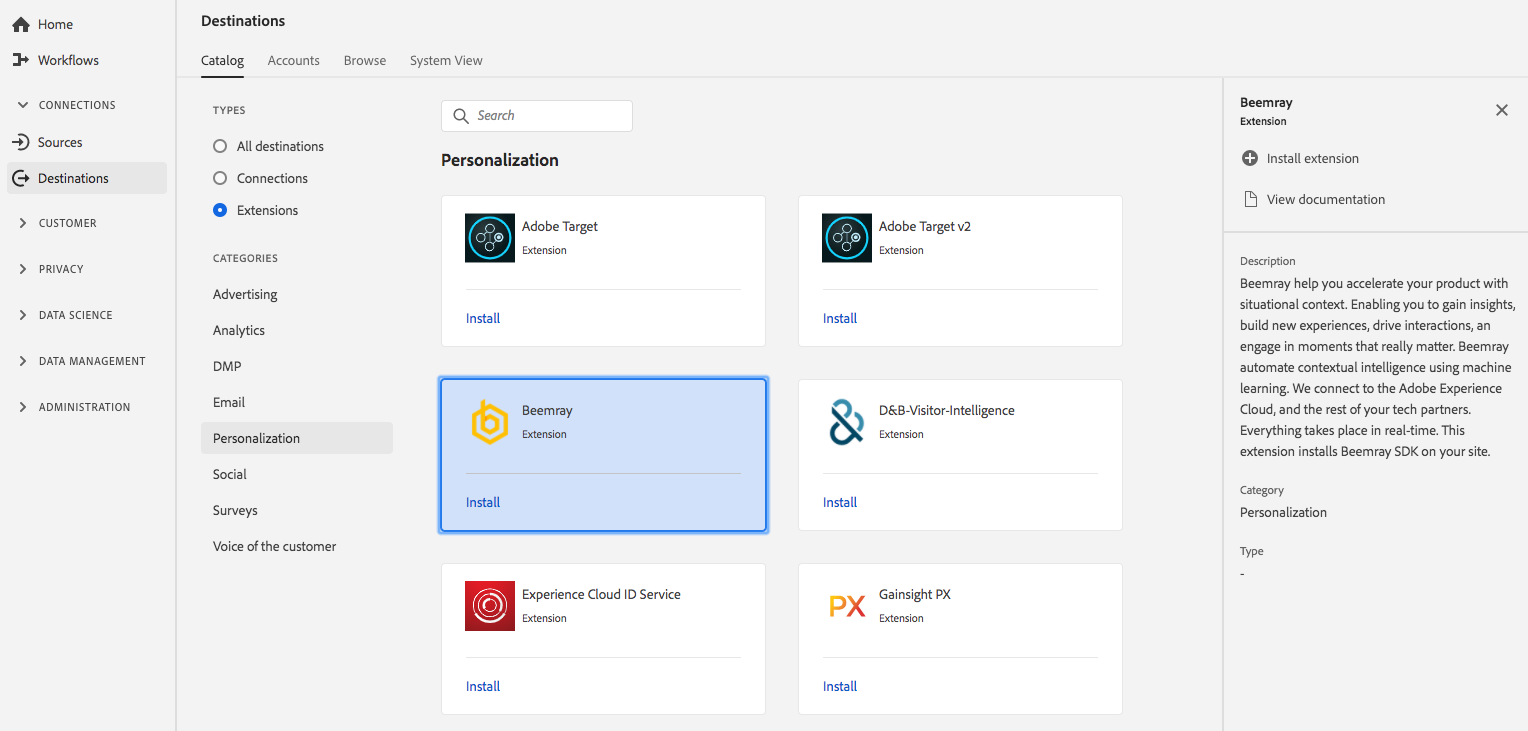 Home
Workflows
CONNECTIONS
Sources
Destinations
CUSTOMER
PRIVACY
DATA SCIENCE
DATA MANAGEMENT
ADMINISTRATION
Destinations
Catalog Accounts Browse System View
TYPES
All destinations
Connections
Extensions
CATEGORIES
Advertising
Analytics
DMP
Email
Personalization
Social
Surveys
Voice of the customer
Search
Personalization
Adobe Target
Extension
Install
Adobe Target v2
Extension
Install
Beemray
Extension
Install
D&B-Visitor-Intelligence
Extension
Install
Experience Cloud ID Service
Extension
Install
PX
Gainsight PX
Extension
Install
Beemray
Extension
Install extension
View documentation
Description
Beemray help you accelerate your product with
situational context. Enabling you to gain insights,
build new experiences, drive interactions, an
engage in moments that really matter. Beemray
automate contextual intelligence using machine
learning. We connect to the Adobe Experience
Cloud, and the rest of your tech partners.
Everything takes place in real-time. This
extension installs Beemray SDK on your site.
Category
Personalization
Type
-